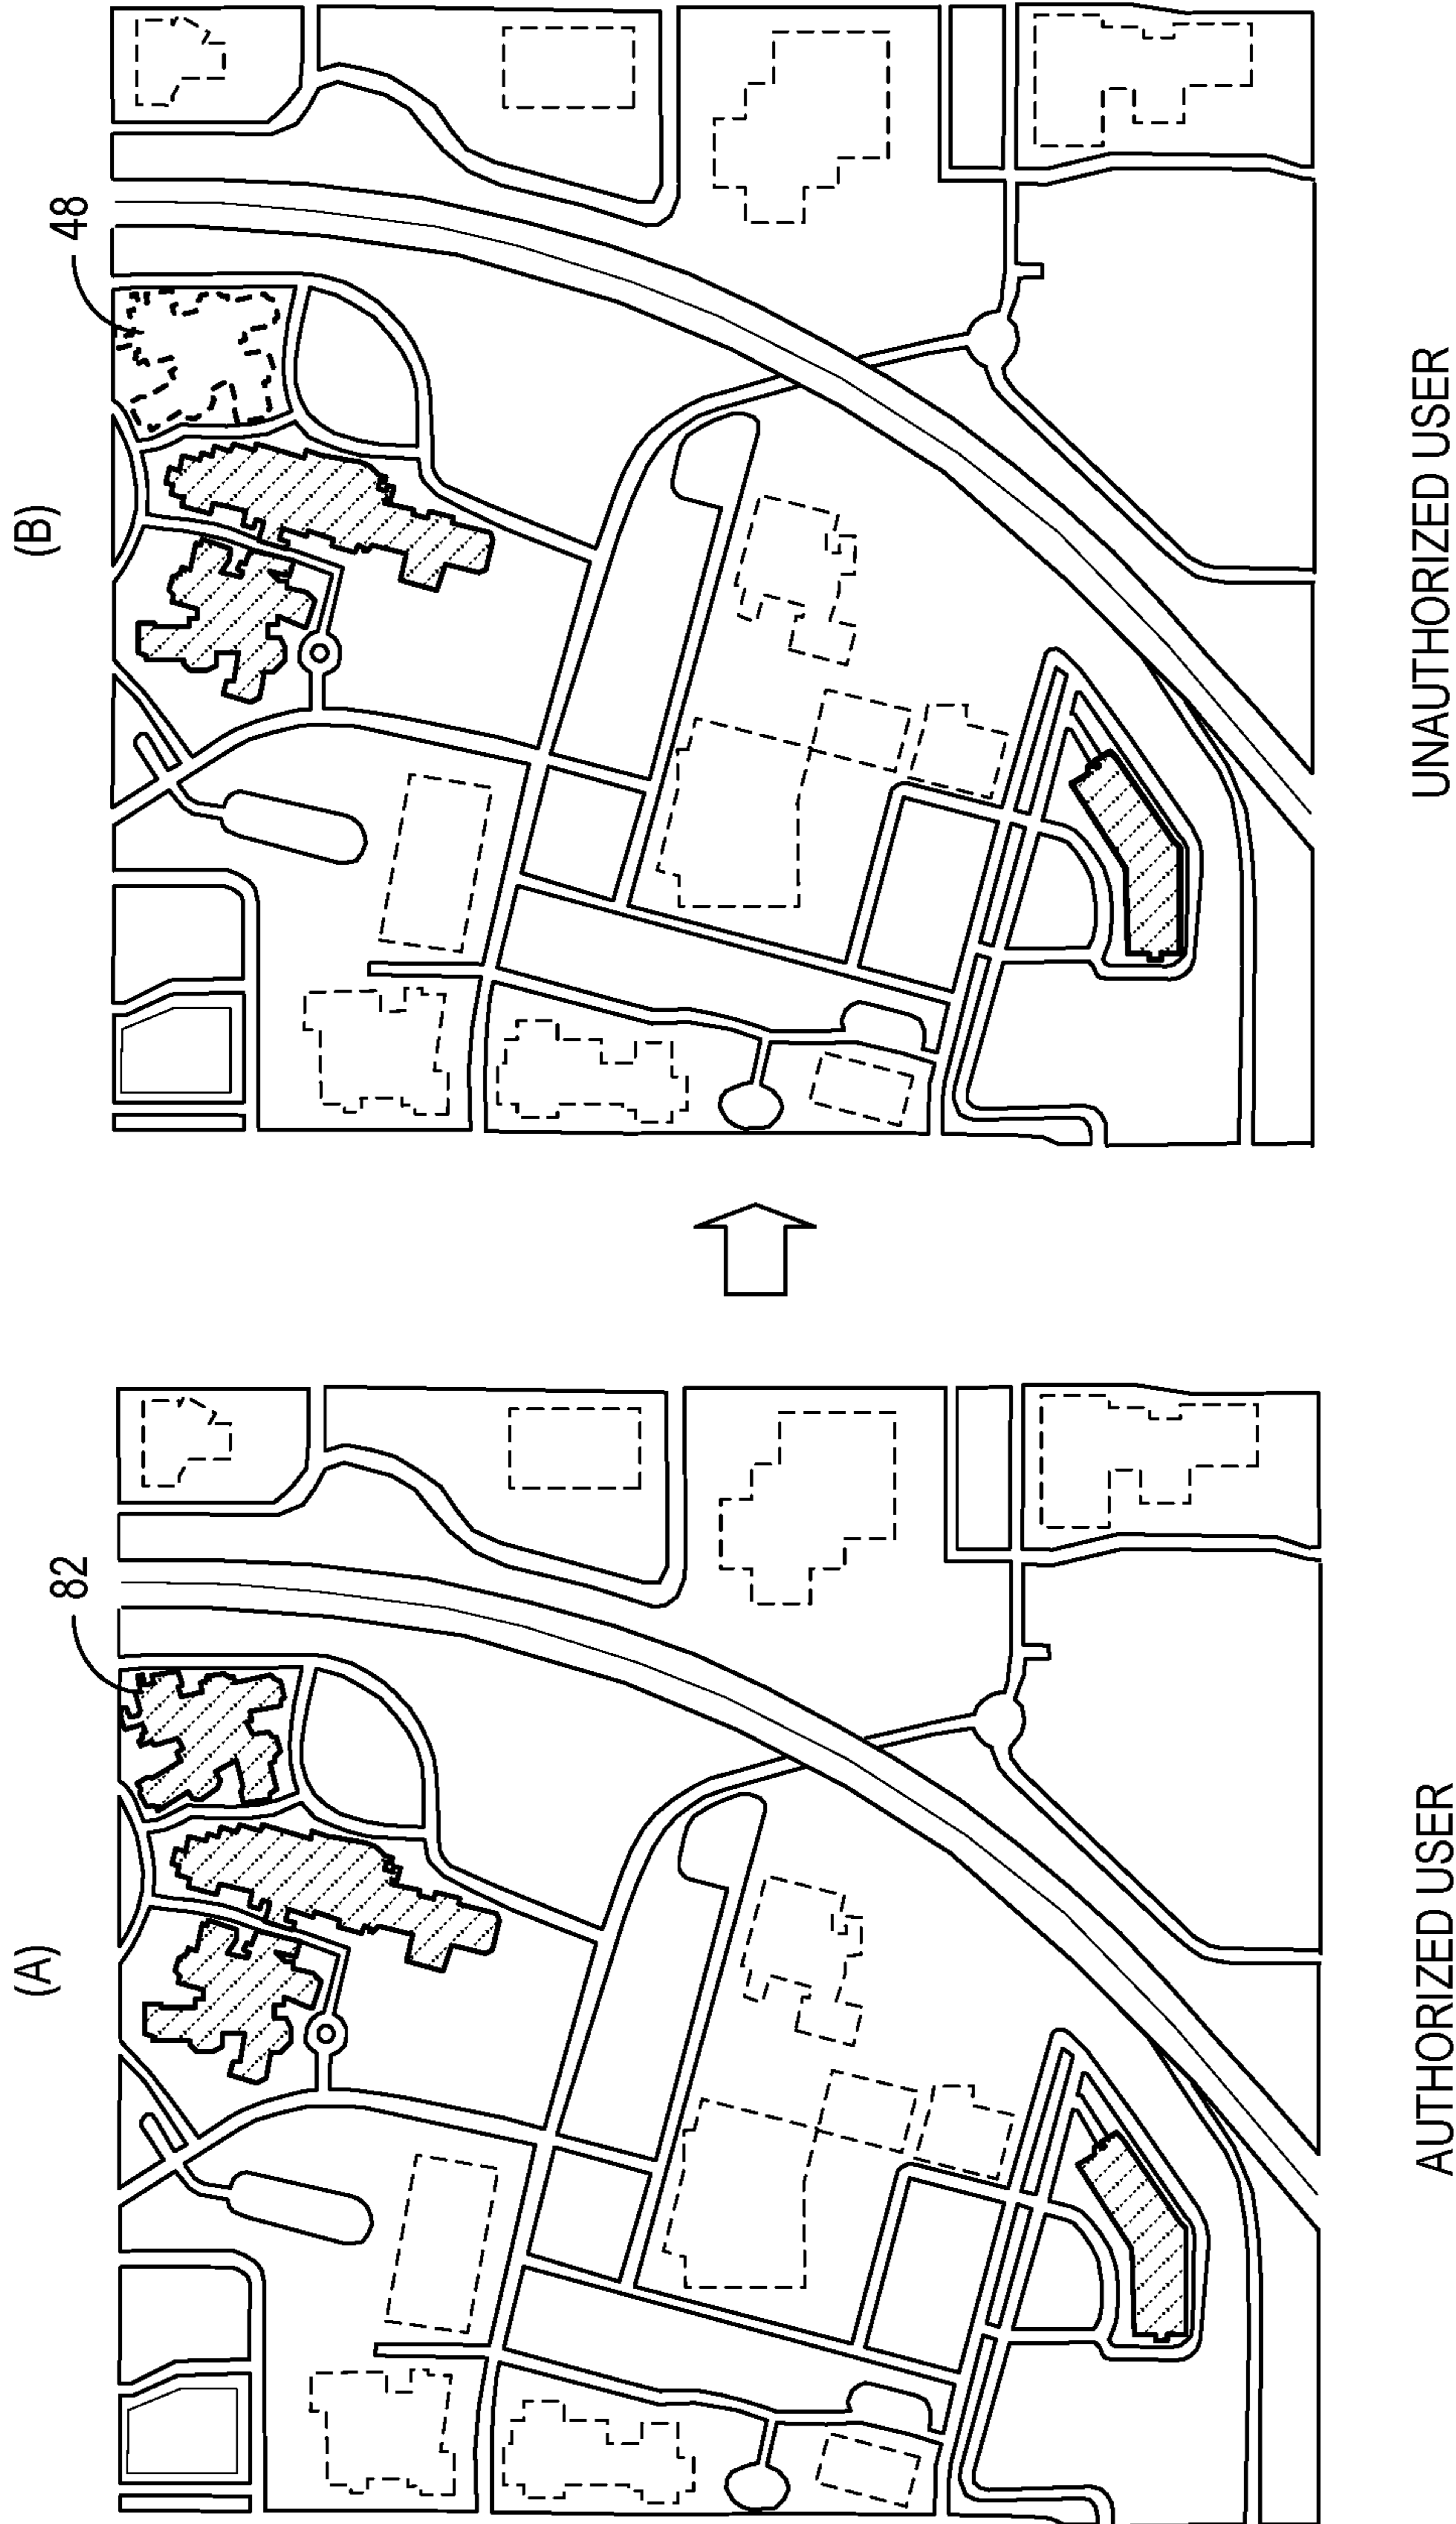 (A)
82
AUTHORIZED USER
(B)
48
UNAUTHORIZED USER